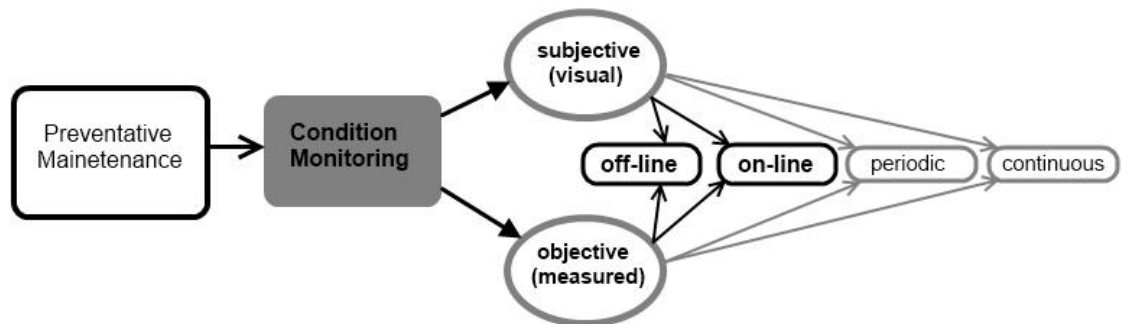 subjective
(visual)
Preventative
Mainetenance
Condition
Monitoring
off-line
on-line
periodic
continuous
objective
(measured)